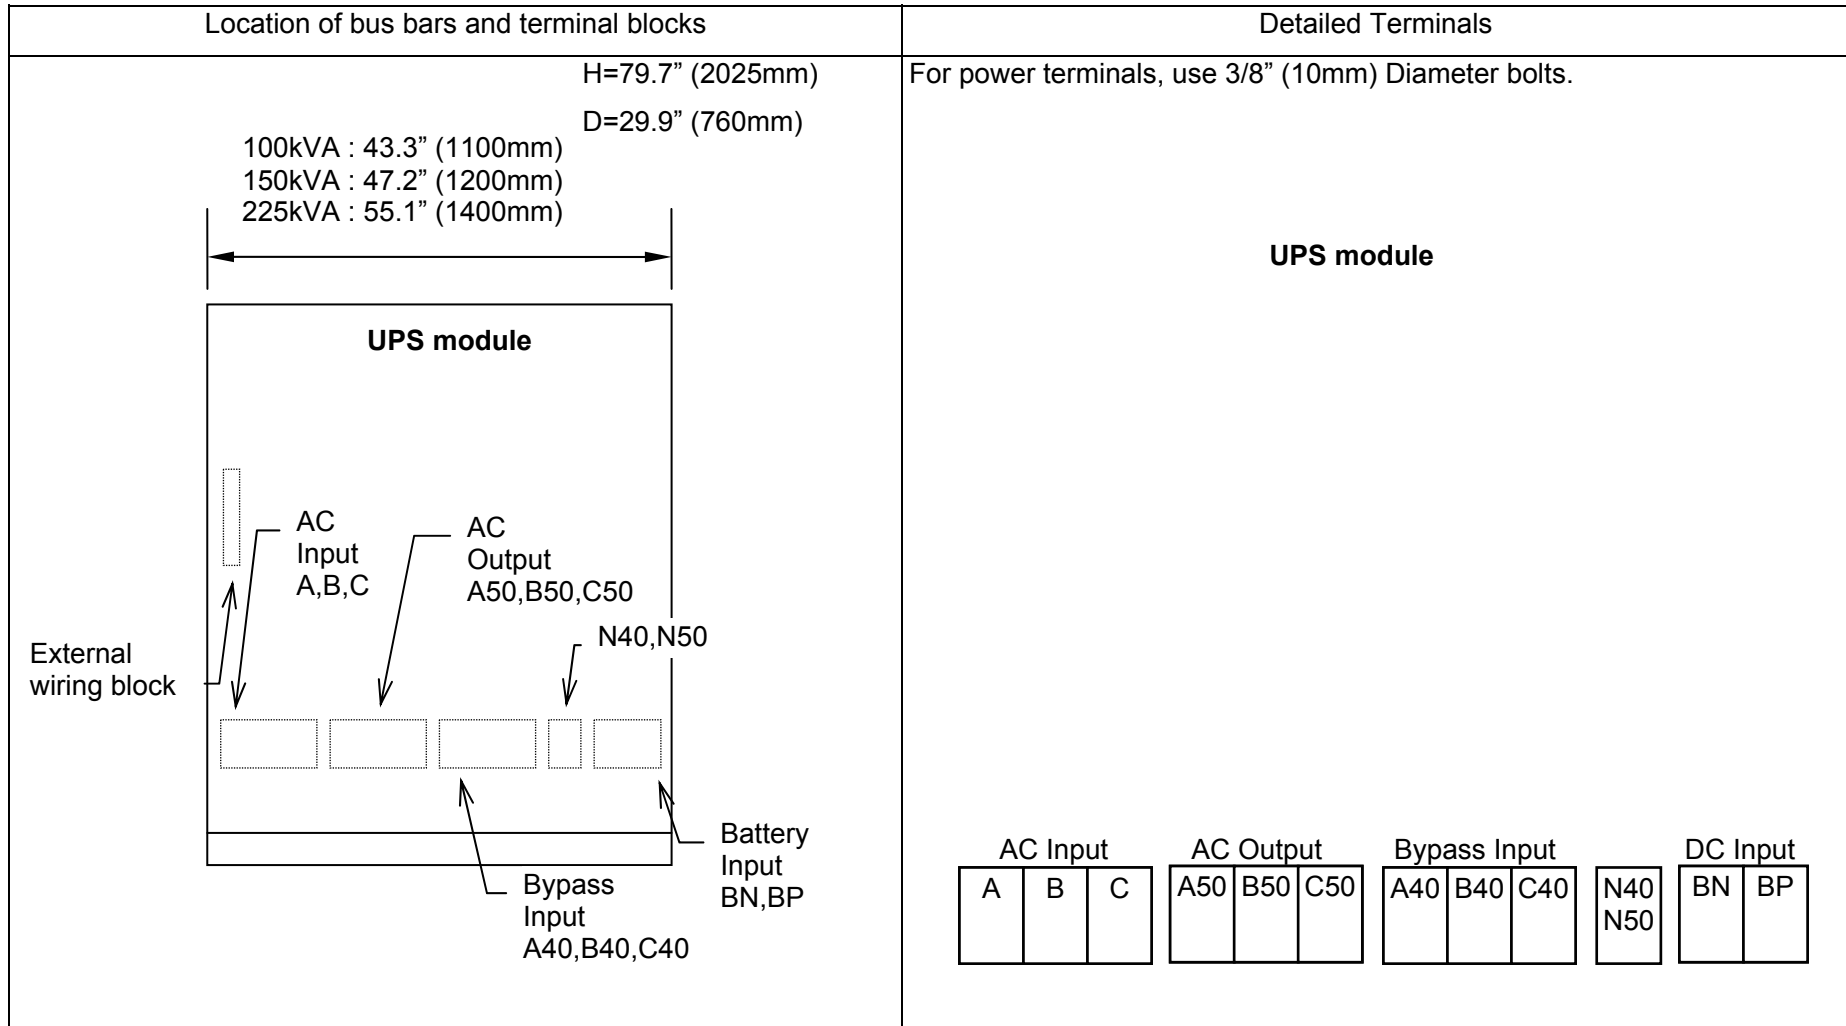 Location of bus bars and terminal blocks
Detailed Terminals
H=79.7” (2025mm)
D=29.9” (760mm)
100kVA : 43.3” (1100mm)
150kVA : 47.2” (1200mm)
225kVA : 55.1” (1400mm)
UPS module
AC
Input
A,B,C
AC
Output
A50,B50,C50
N40,N50
External
wiring block
Battery
Input
BN,BP
Bypass
Input
A40,B40,C40
For power terminals, use 3/8” (10mm) Diameter bolts.
UPS module
AC Input
AC Output
Bypass Input
DC Input
A B C
A50 B50 C50
A40 B40 C40
N40
N50
BN BP